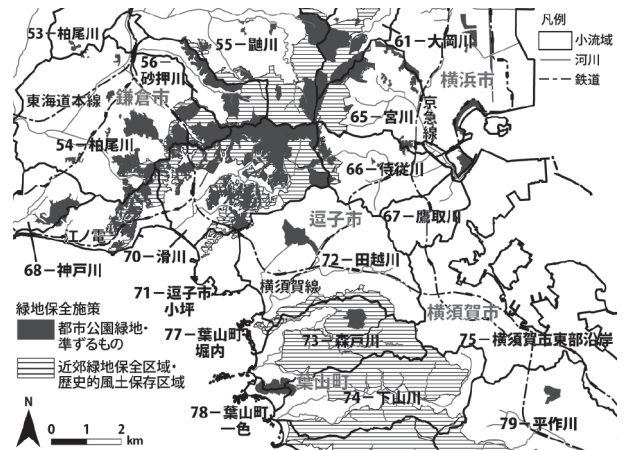 53－柏尾川
55－鼬川
61－大岡川
凡例
小流域
河川
鉄道
56－
砂押川
横浜市
東海道本線
鎌倉市
京急線
65－宮川
54－柏尾川
66－侍従川
逗子市
67－鷹取川
江ノ電
70－滑川
72－田越川
68－神戸川
横須賀線
71－逗子市
小坪
横須賀市
緑地保全施策
都市公園緑地・
準ずるもの
77－葉山町
堀内
73－森戸川
75－横須賀市東部沿岸
近郊緑地保全区域・
歴史的風土保存区域
葉山町
74－下山川
78－葉山町
一色
79－平作川
N
0 1 2
km